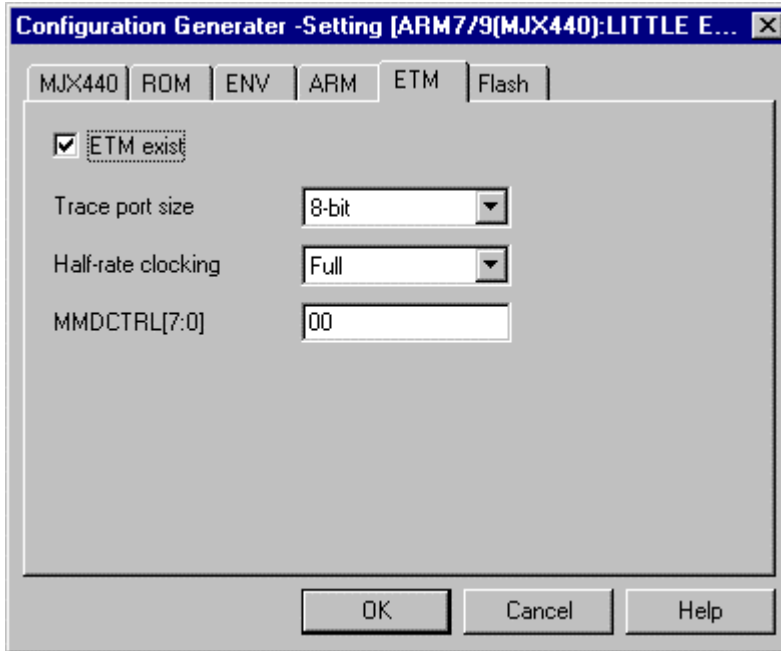 Configuration Generater -Setting [ARM7/9(MJX440):LITTLE E...
MJX440 ROM ENV ARM ETM Flash
ETM exist
Trace port size 8-bit
Half-rate clocking Full
MMDCTRL[7:0] 00
OK Cancel Help